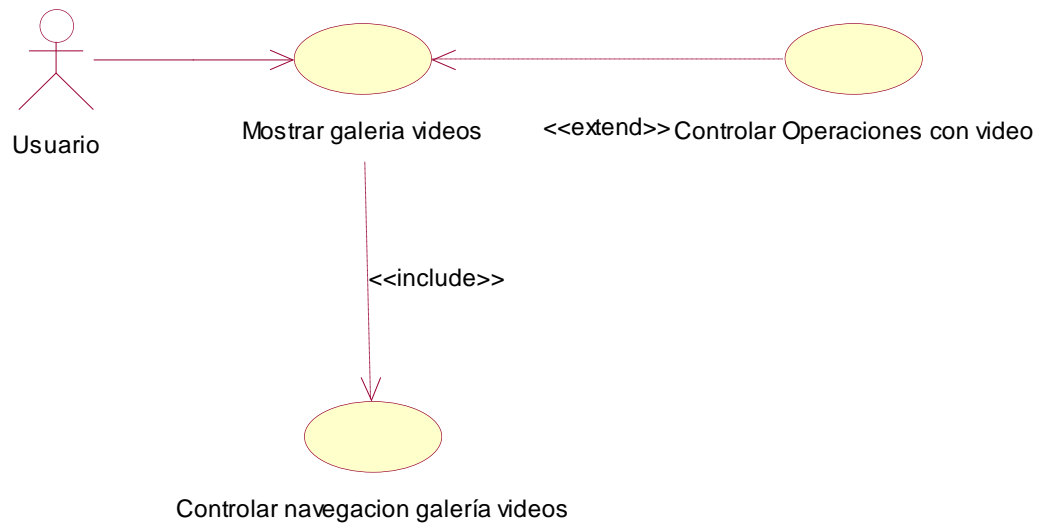 Usuario
Mostrar galeria videos
<<extend>>
Controlar Operaciones con video
<<include>>
Controlar navegacion galería videos